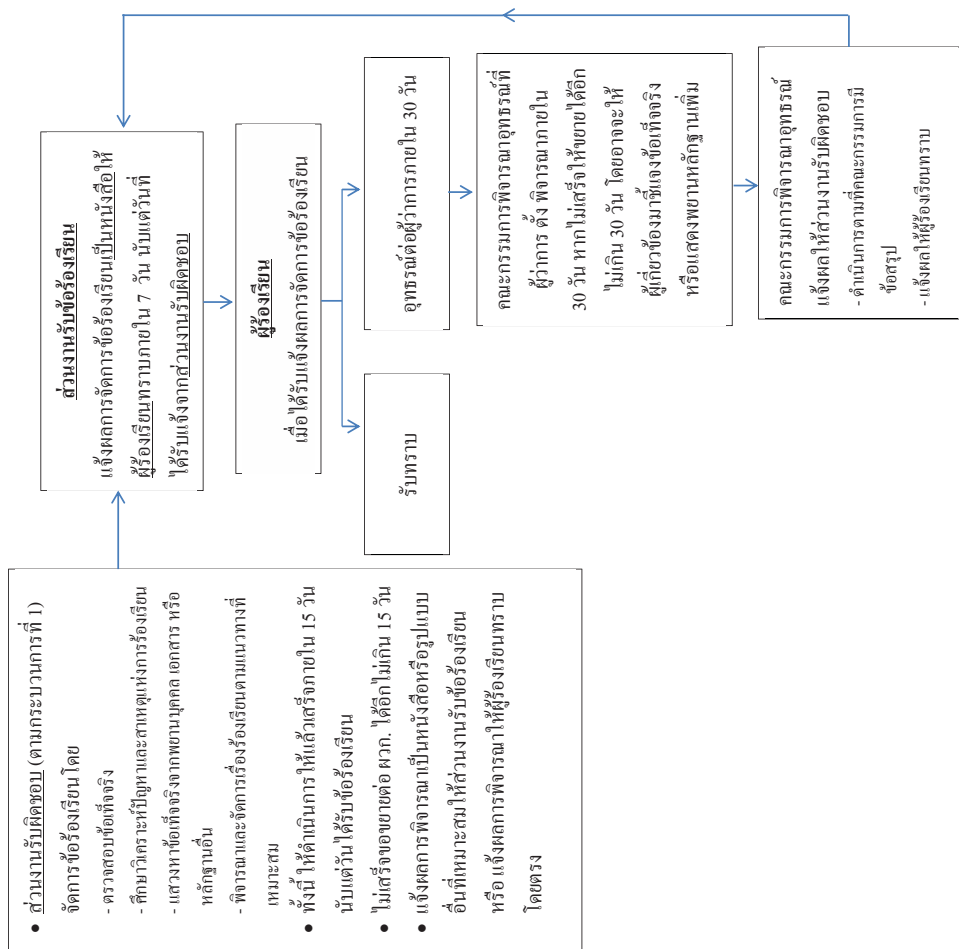 ● ส่วนงานรับผิดชอบ (ตามกระบวนการที่ 1)
จัดการข้อร้องเรียนโดย
- ตรวจสอบข้อเท็จจริง
- ศึกษาวิเคราะห์ปัญหาและสาเหตุแห่งการร้องเรียน
- แสวงหาข้อเท็จจริงจากพยานบุคคล เอกสาร หรือ
หลักฐานอื่น
- พิจารณาและจัดการเรื่องร้องเรียนตามแนวทางที่
เหมาะสม
● ทั้งนี้ ให้ดำเนินการให้แล้วเสร็จภายใน 15 วัน
นับแต่วันได้รับข้อร้องเรียน
● ไม่เสร็จขอขยายต่อ ผวก. ได้อีกไม่เกิน 15 วัน
● แจ้งผลการพิจารณาเป็นหนังสือหรือรูปแบบ
อื่นที่เหมาะสมให้ส่วนงานรับข้อร้องเรียน
หรือ แจ้งผลการพิจารณาให้ผู้ร้องเรียนทราบ
โดยตรง
ส่วนงานรับข้อร้องเรียน
แจ้งผลการจัดการข้อร้องเรียนเป็นหนังสือให้
ผู้ร้องเรียนทราบภายใน 7 วัน นับแต่วันที่
ได้รับแจ้งจากส่วนงานรับผิดชอบ
ผู้ร้องเรียน
เมื่อได้รับแจ้งผลการจัดการข้อร้องเรียน
รับทราบ
อุทธรณ์ต่อผู้ว่าการภายใน 30 วัน
คณะกรรมการพิจารณาอุทธรณ์ที่
ผู้ว่าการ ตั้ง พิจารณาภายใน
30 วัน หากไม่เสร็จให้ขยายได้อีก
ไม่เกิน 30 วัน โดยอาจจะให้
ผู้เกี่ยวข้องมาชี้แจงข้อเท็จจริง
หรือแสดงพยานหลักฐานเพิ่ม
คณะกรรมการพิจารณาอุทธรณ์
แจ้งผลให้ส่วนงานรับผิดชอบ
- ดำเนินการตามที่คณะกรรมการมี
ข้อสรุป
- แจ้งผลให้ผู้ร้องเรียนทราบ